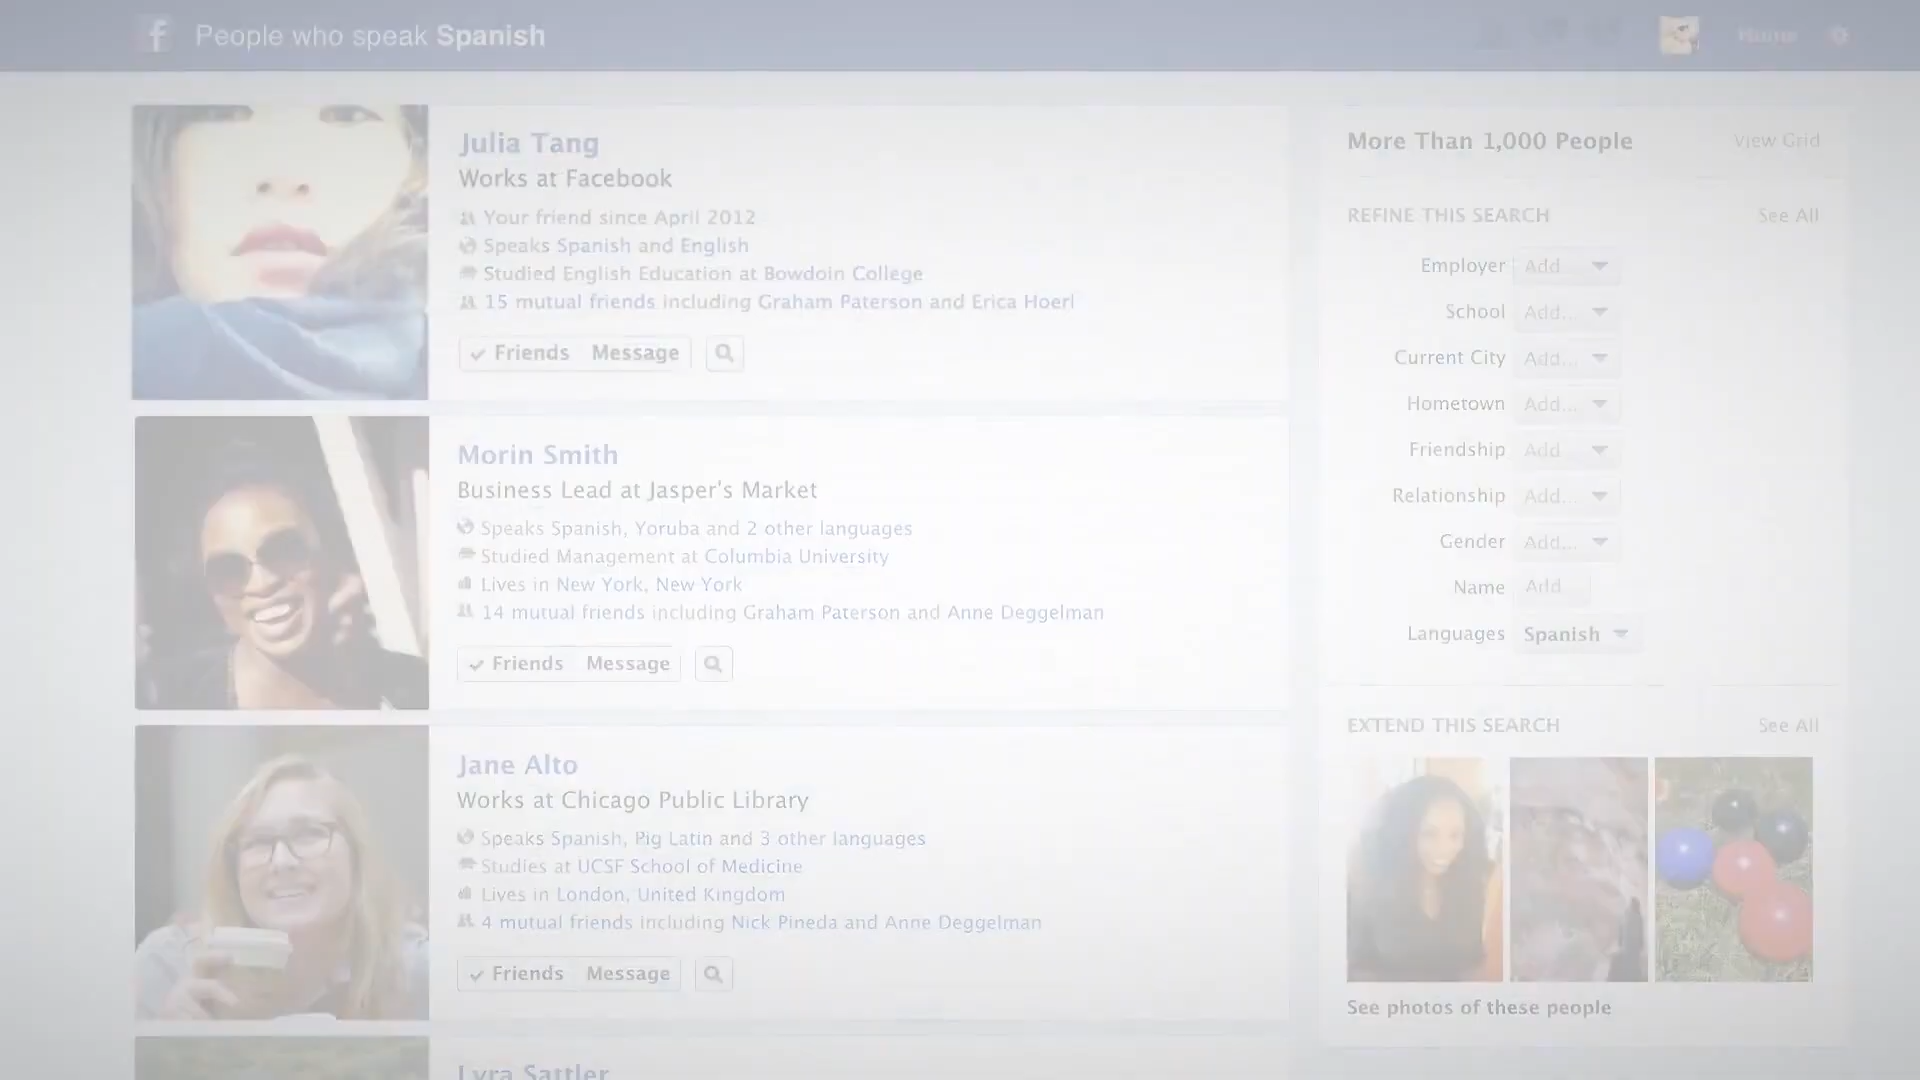 f People who speak Spanish
Home
Julia Tang
Works at Facebook
Your friend since April 2012
Speaks Spanish and English
Studied English Education at Bowdoin College
15 mutual friends including Graham Paterson and Erica Hoerl
Friends Message
Morin Smith
Business Lead at Jasper's Market
Speaks Spanish, Yoruba and 2 other languages
Studied Management at Columbia University
Lives in New York, New York
14 mutual friends including Graham Paterson and Anne Deggelman
Friends Message
Jane Alto
Works at Chicago Public Library
Speaks Spanish, Pig Latin and 3 other languages
Studies at UCSF School of Medicine
Lives in London, United Kingdom
4 mutual friends including Nick Pineda and Anne Deggelman
Friends Message
Lyra Sattler
More Than 1,000 People View Grid
REFINE THIS SEARCH See All
Employer Add...
School Add...
Current City Add...
Hometown Add...
Friendship Add...
Relationship Add...
Gender Add...
Name Add
Languages Spanish
EXTEND THIS SEARCH See All
See photos of these people